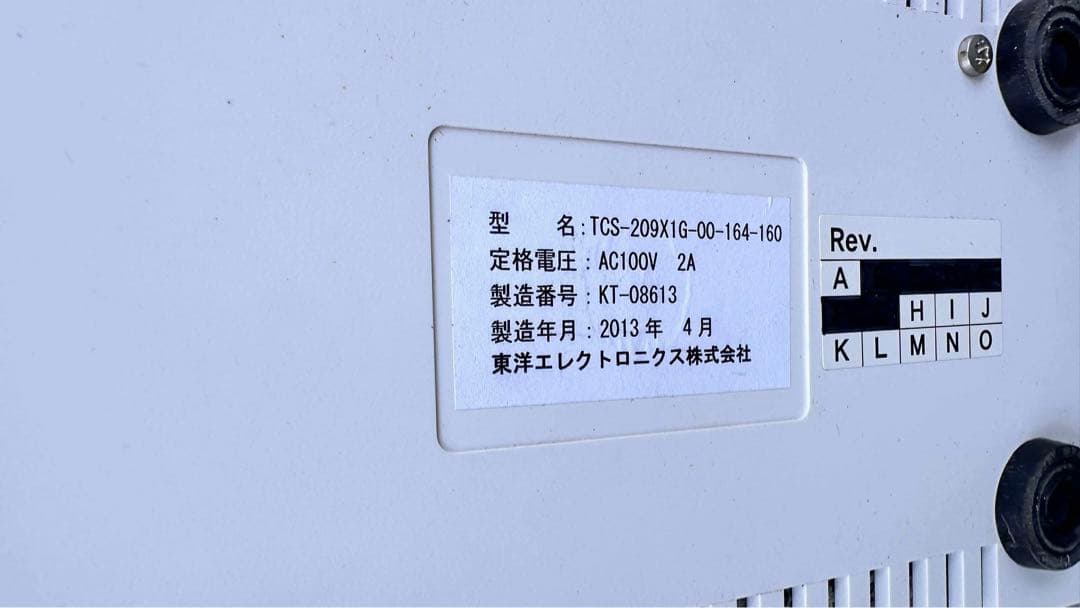 型　　名：TCS-209X1G-00-164-160
定格電圧：AC100V　2A
製造番号：KT-08613
製造年月：2013年　4月
東洋エレクトロニクス株式会社
Rev.
A
H I J
K L M N O